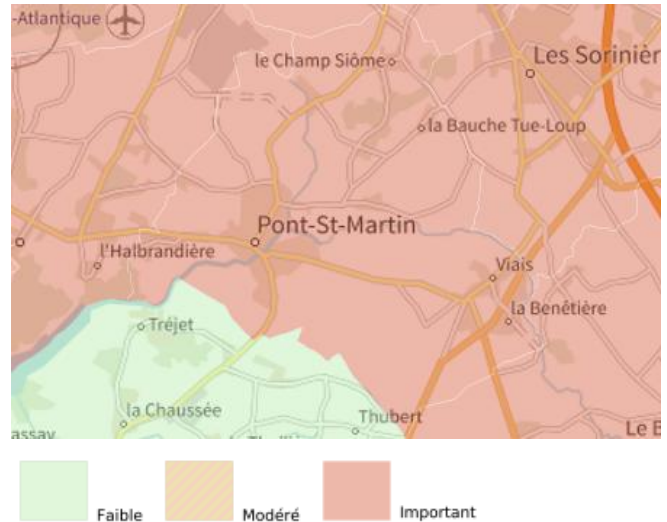 -Atlantique
le Champ Siôme
Les Sorinièr
la Bauche Tue-Loup
Pont-St-Martin
l'Halbrandière
Viais
la Benêtière
Tréjet
la Chaussée
Thubert
assay
Le B
Faible
Modéré
Important